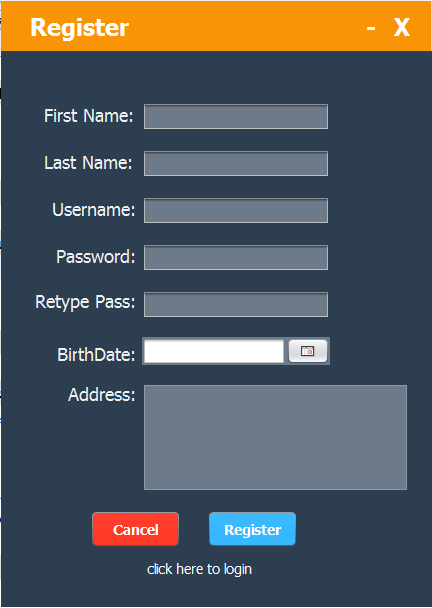 Register - X
First Name:
Last Name:
Username:
Password:
Retype Pass:
BirthDate:
Address:
Cancel Register
click here to login